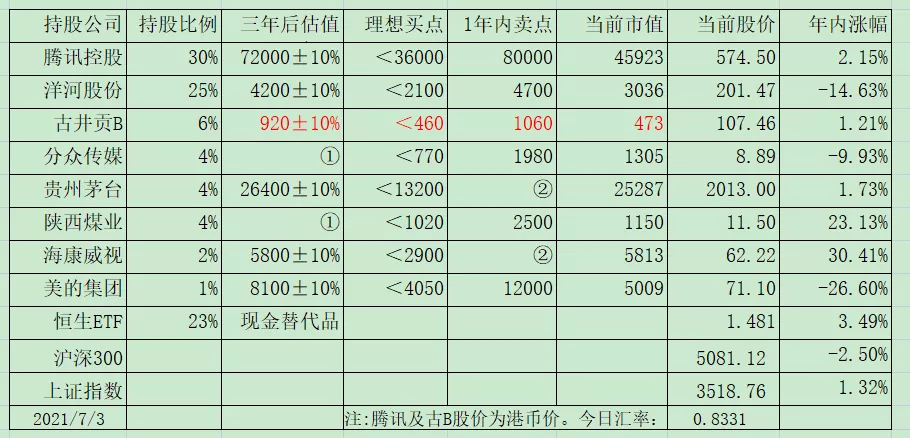 持股公司 持股比例 三年后估值 理想买点 1年内卖点 当前市值 当前股价 年内涨幅
腾讯控股 30% 72000±10% <36000 80000 45923 574.50 2.15%
洋河股份 25% 4200±10% <2100 4700 3036 201.47 -14.63%
古井贡B 6% 920±10% <460 1060 473 107.46 1.21%
分众传媒 4% ① <770 1980 1305 8.89 -9.93%
贵州茅台 4% 26400±10% <13200 ② 25287 2013.00 1.73%
陕西煤业 4% ① <1020 2500 1150 11.50 23.13%
海康威视 2% 5800±10% <2900 ② 5813 62.22 30.41%
美的集团 1% 8100±10% <4050 12000 5009 71.10 -26.60%
恒生ETF 23% 现金替代品 1.481 3.49%
沪深300 5081.12 -2.50%
上证指数 3518.76 1.32%
2021/7/3 注:腾讯及古B股价为港币价。今日汇率: 0.8331